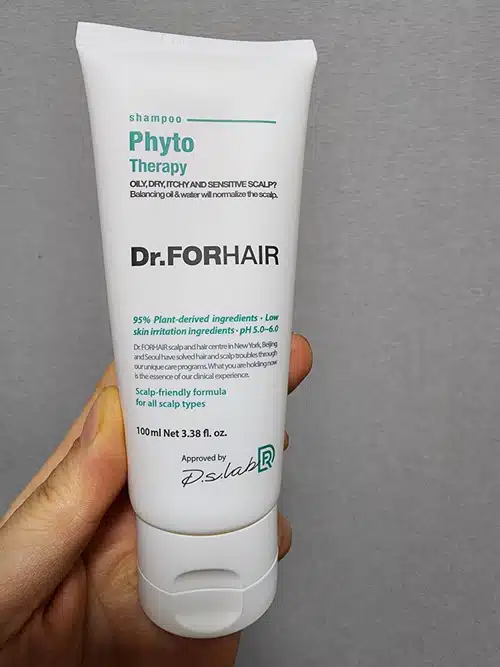 shampoo
Phyto
Therapy
OILY, DRY, ITCHY AND SENSITIVE SCALP?
Balancing oil & water will normalize the scalp.
Dr.FORHAIR
95% Plant-derived ingredients · Low
skin irritation ingredients · pH 5.0~6.0
Dr.FORHAIR scalp and hair centre in New York, Beijing
and Seoul have solved hair and scalp troubles through
our unique care programs. What you are holding now
is the essence of our clinical experience.
Scalp-friendly formula
for all scalp types
100ml Net 3.38 fl. oz.
Approved by
D.s.lab